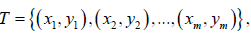 T = {(x₁, y₁), (x₂, y₂), ...., (xₘ, yₘ)},